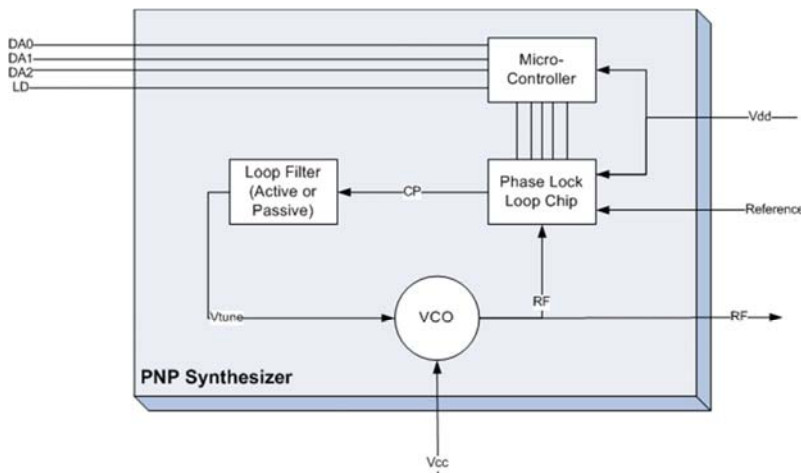 DA0
DA1
DA2
LD
Micro-
Controller
Vdd
Loop Filter
(Active or
Passive)
CP
Phase Lock
Loop Chip
Reference
RF
Vtune
VCO
RF
PNP Synthesizer
Vcc